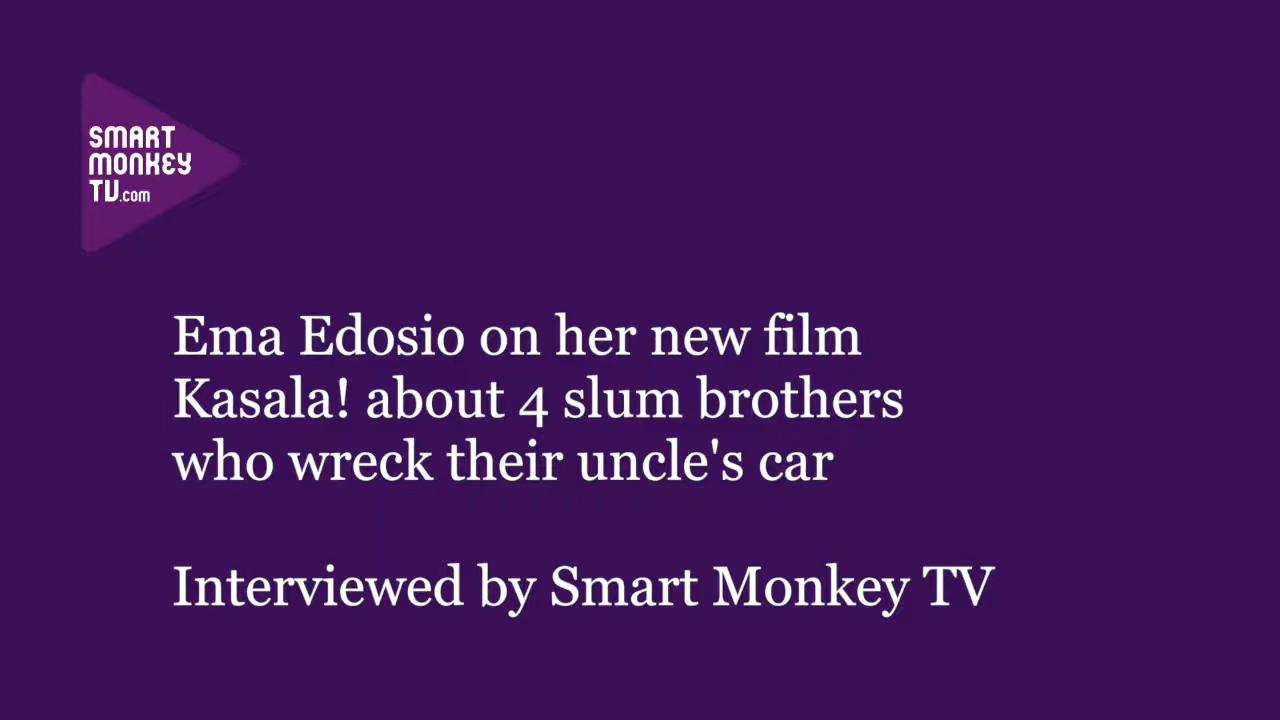 SMART
MONKEY
TV.com
Ema Edosio on her new film
Kasala! about 4 slum brothers
who wreck their uncle's car
Interviewed by Smart Monkey TV